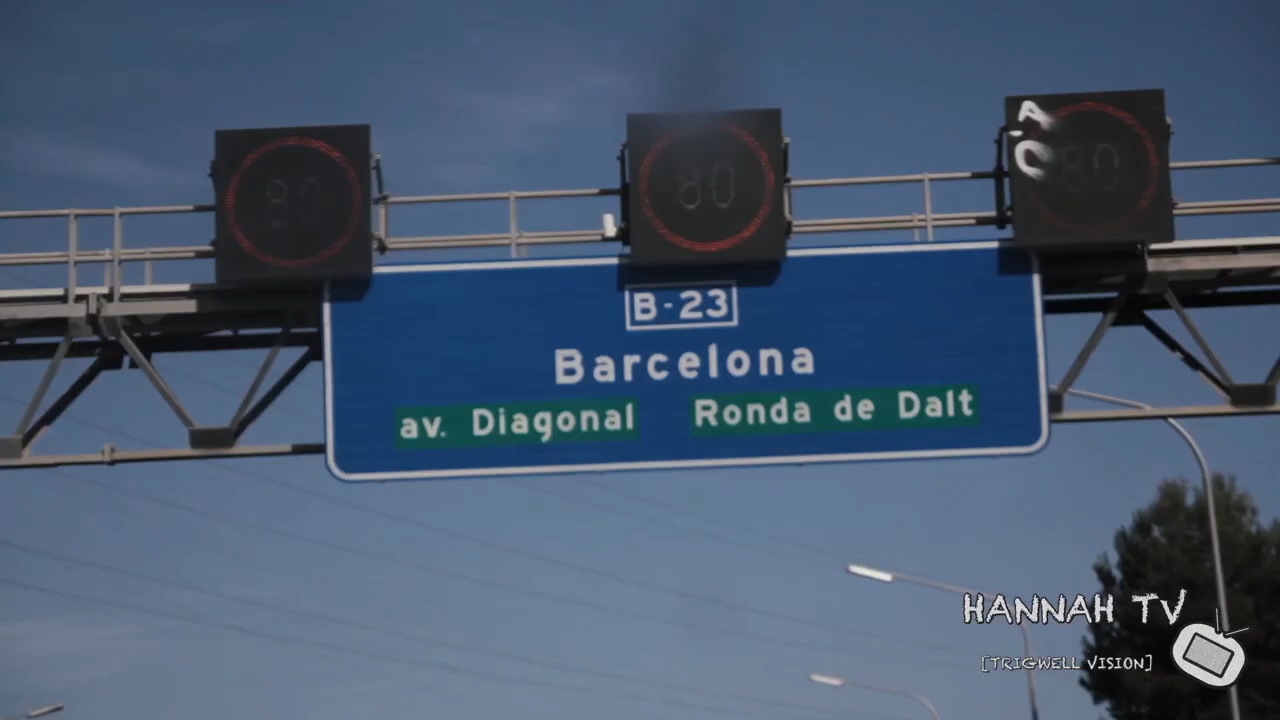 80
80
80
B-23
Barcelona
av. Diagonal
Ronda de Dalt
HANNAH TV
[TRIGWELL VISION]